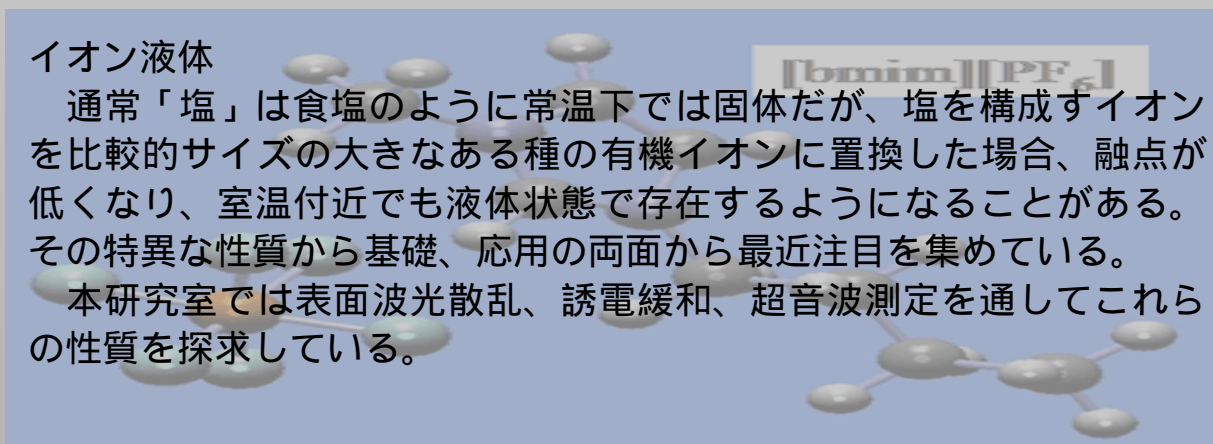 イオン液体
[bmim][PF6]
　通常「塩」は食塩のように常温下では固体だが、塩を構成すイオン
を比較的サイズの大きなある種の有機イオンに置換した場合、融点が
低くなり、室温付近でも液体状態で存在するようになることがある。
その特異な性質から基礎、応用の両面から最近注目を集めている。
　本研究室では表面波光散乱、誘電緩和、超音波測定を通してこれら
の性質を探求している。